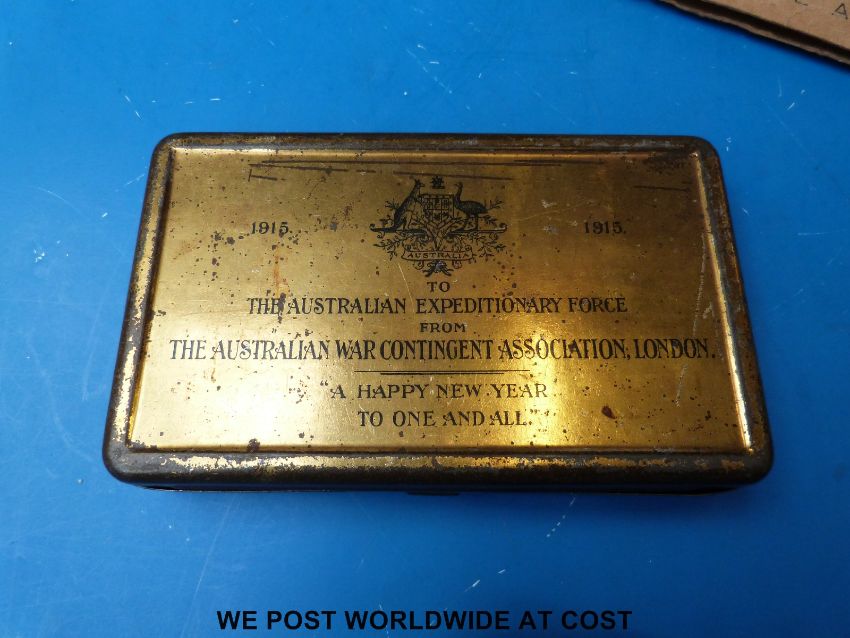 1915. 1915.
AUSTRALIA
TO
THE AUSTRALIAN EXPEDITIONARY FORCE
FROM
THE AUSTRALIAN WAR CONTINGENT ASSOCIATION, LONDON.
"A HAPPY NEW YEAR
TO ONE AND ALL."
WE POST WORLDWIDE AT COST